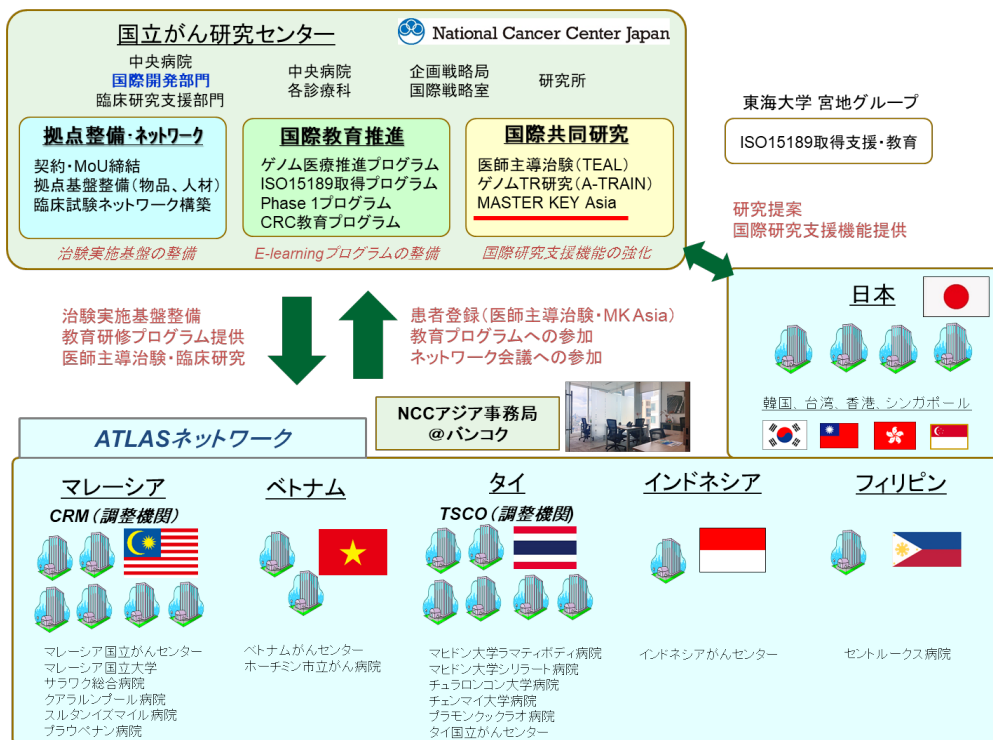 国立がん研究センター
National Cancer Center Japan
中央病院
国際開発部門
臨床研究支援部門
中央病院
各診療科
企画戦略局
国際戦略室
研究所
拠点整備・ネットワーク
契約・MoU締結
拠点基盤整備（物品、人材）
臨床試験ネットワーク構築
治験実施基盤の整備
国際教育推進
ゲノム医療推進プログラム
ISO15189取得プログラム
Phase 1プログラム
CRC教育プログラム
E-learningプログラムの整備
国際共同研究
医師主導治験（TEAL）
ゲノムTR研究（A-TRAIN）
MASTER KEY Asia
国際研究支援機能の強化
東海大学 宮地グループ
ISO15189取得支援・教育
研究提案
国際研究支援機能提供
治験実施基盤整備
教育研修プログラム提供
医師主導治験・臨床研究
患者登録（医師主導治験・MK Asia）
教育プログラムへの参加
ネットワーク会議への参加
日本
韓国、台湾、香港、シンガポール
NCCアジア事務局
@バンコク
ATLASネットワーク
マレーシア
CRM（調整機関）
マレーシア国立がんセンター
マレーシア国立大学
サラワク総合病院
クアラルンプール病院
スルタンイズマイル病院
プラウペナン病院
ベトナム
ベトナムがんセンター
ホーチミン市立がん病院
タイ
TSCO（調整機関)
マヒドン大学ラマティボディ病院
マヒドン大学シリラート病院
チュラロンコン大学病院
チェンマイ大学病院
プラモンクックラオ病院
タイ国立がんセンター
インドネシア
インドネシアがんセンター
フィリピン
セントルークス病院